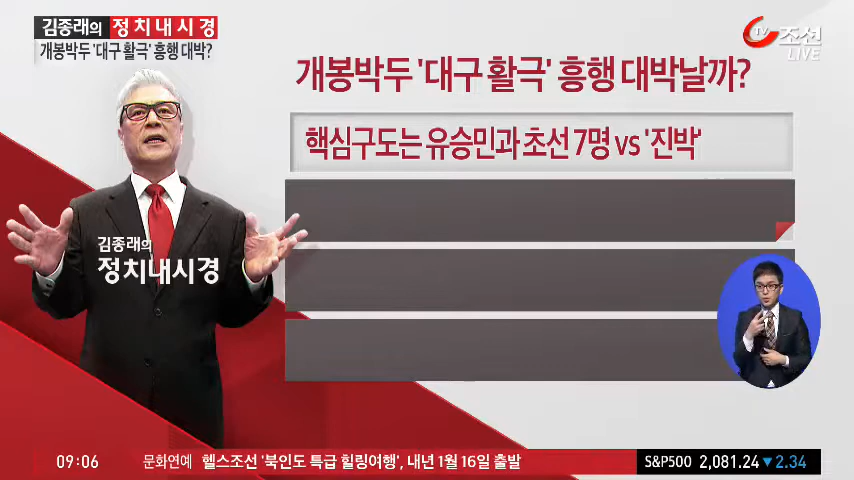 김종래의 정치내시경
개봉박두 '대구 활극' 흥행 대박?
TV조선
LIVE
개봉박두 '대구 활극' 흥행 대박날까?
핵심구도는 유승민과 초선 7명 vs '진박'
김종래의
정치내시경
09:06 문화연예 헬스조선 '북인도 특급 힐링여행', 내년 1월 16일 출발 S&P500 2,081.24 ▼2.34